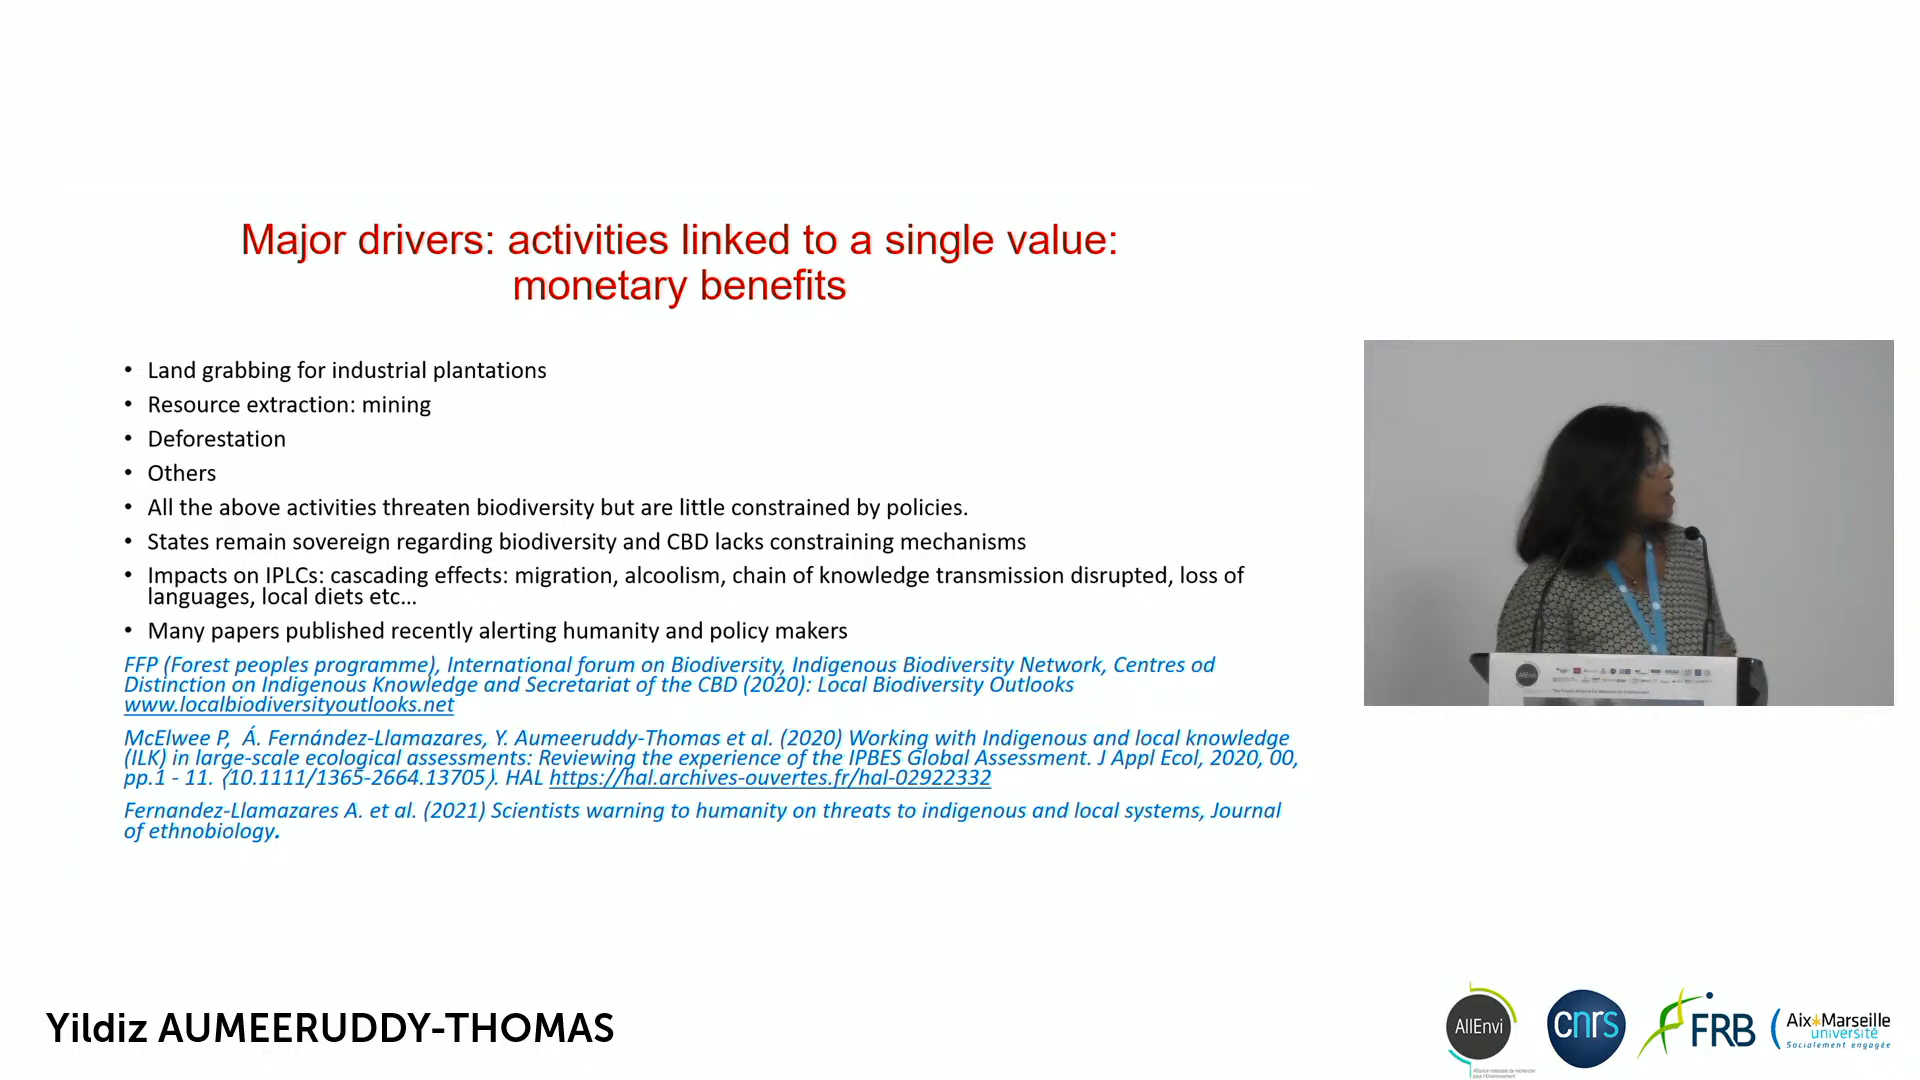 Major drivers: activities linked to a single value:
monetary benefits
• Land grabbing for industrial plantations
• Resource extraction: mining
• Deforestation
• Others
• All the above activities threaten biodiversity but are little constrained by policies.
• States remain sovereign regarding biodiversity and CBD lacks constraining mechanisms
• Impacts on IPLCs: cascading effects: migration, alcoolism, chain of knowledge transmission disrupted, loss of
languages, local diets etc...
• Many papers published recently alerting humanity and policy makers
FFP (Forest peoples programme), International forum on Biodiversity, Indigenous Biodiversity Network, Centres od
Distinction on Indigenous Knowledge and Secretariat of the CBD (2020): Local Biodiversity Outlooks
www.localbiodiversityoutlooks.net
McElwee P, Á. Fernández-Llamazares, Y. Aumeeruddy-Thomas et al. (2020) Working with Indigenous and local knowledge
(ILK) in large-scale ecological assessments: Reviewing the experience of the IPBES Global Assessment. J Appl Ecol, 2020, 00,
pp.1 - 11. ⟨10.1111/1365-2664.13705⟩. HAL https://hal.archives-ouvertes.fr/hal-02922332
Fernandez-Llamazares A. et al. (2021) Scientists warning to humanity on threats to indigenous and local systems, Journal
of ethnobiology.
AllEnvi
Yildiz AUMEERUDDY-THOMAS
AllEnvi
Alliance nationale de recherche
pour l'Environnement
cnrs
FRB
Aix*Marseille
université
Socialement engagée